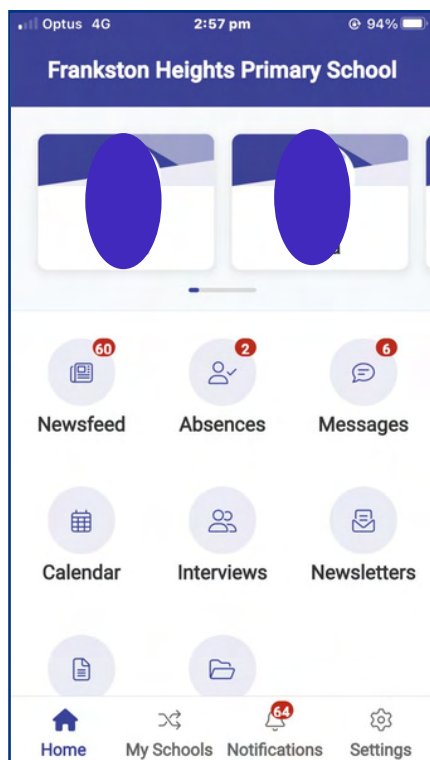 Optus 4G 2:57 pm 94%
Frankston Heights Primary School
60 2 6
Newsfeed Absences Messages
Calendar Interviews Newsletters
64
Home My Schools Notifications Settings